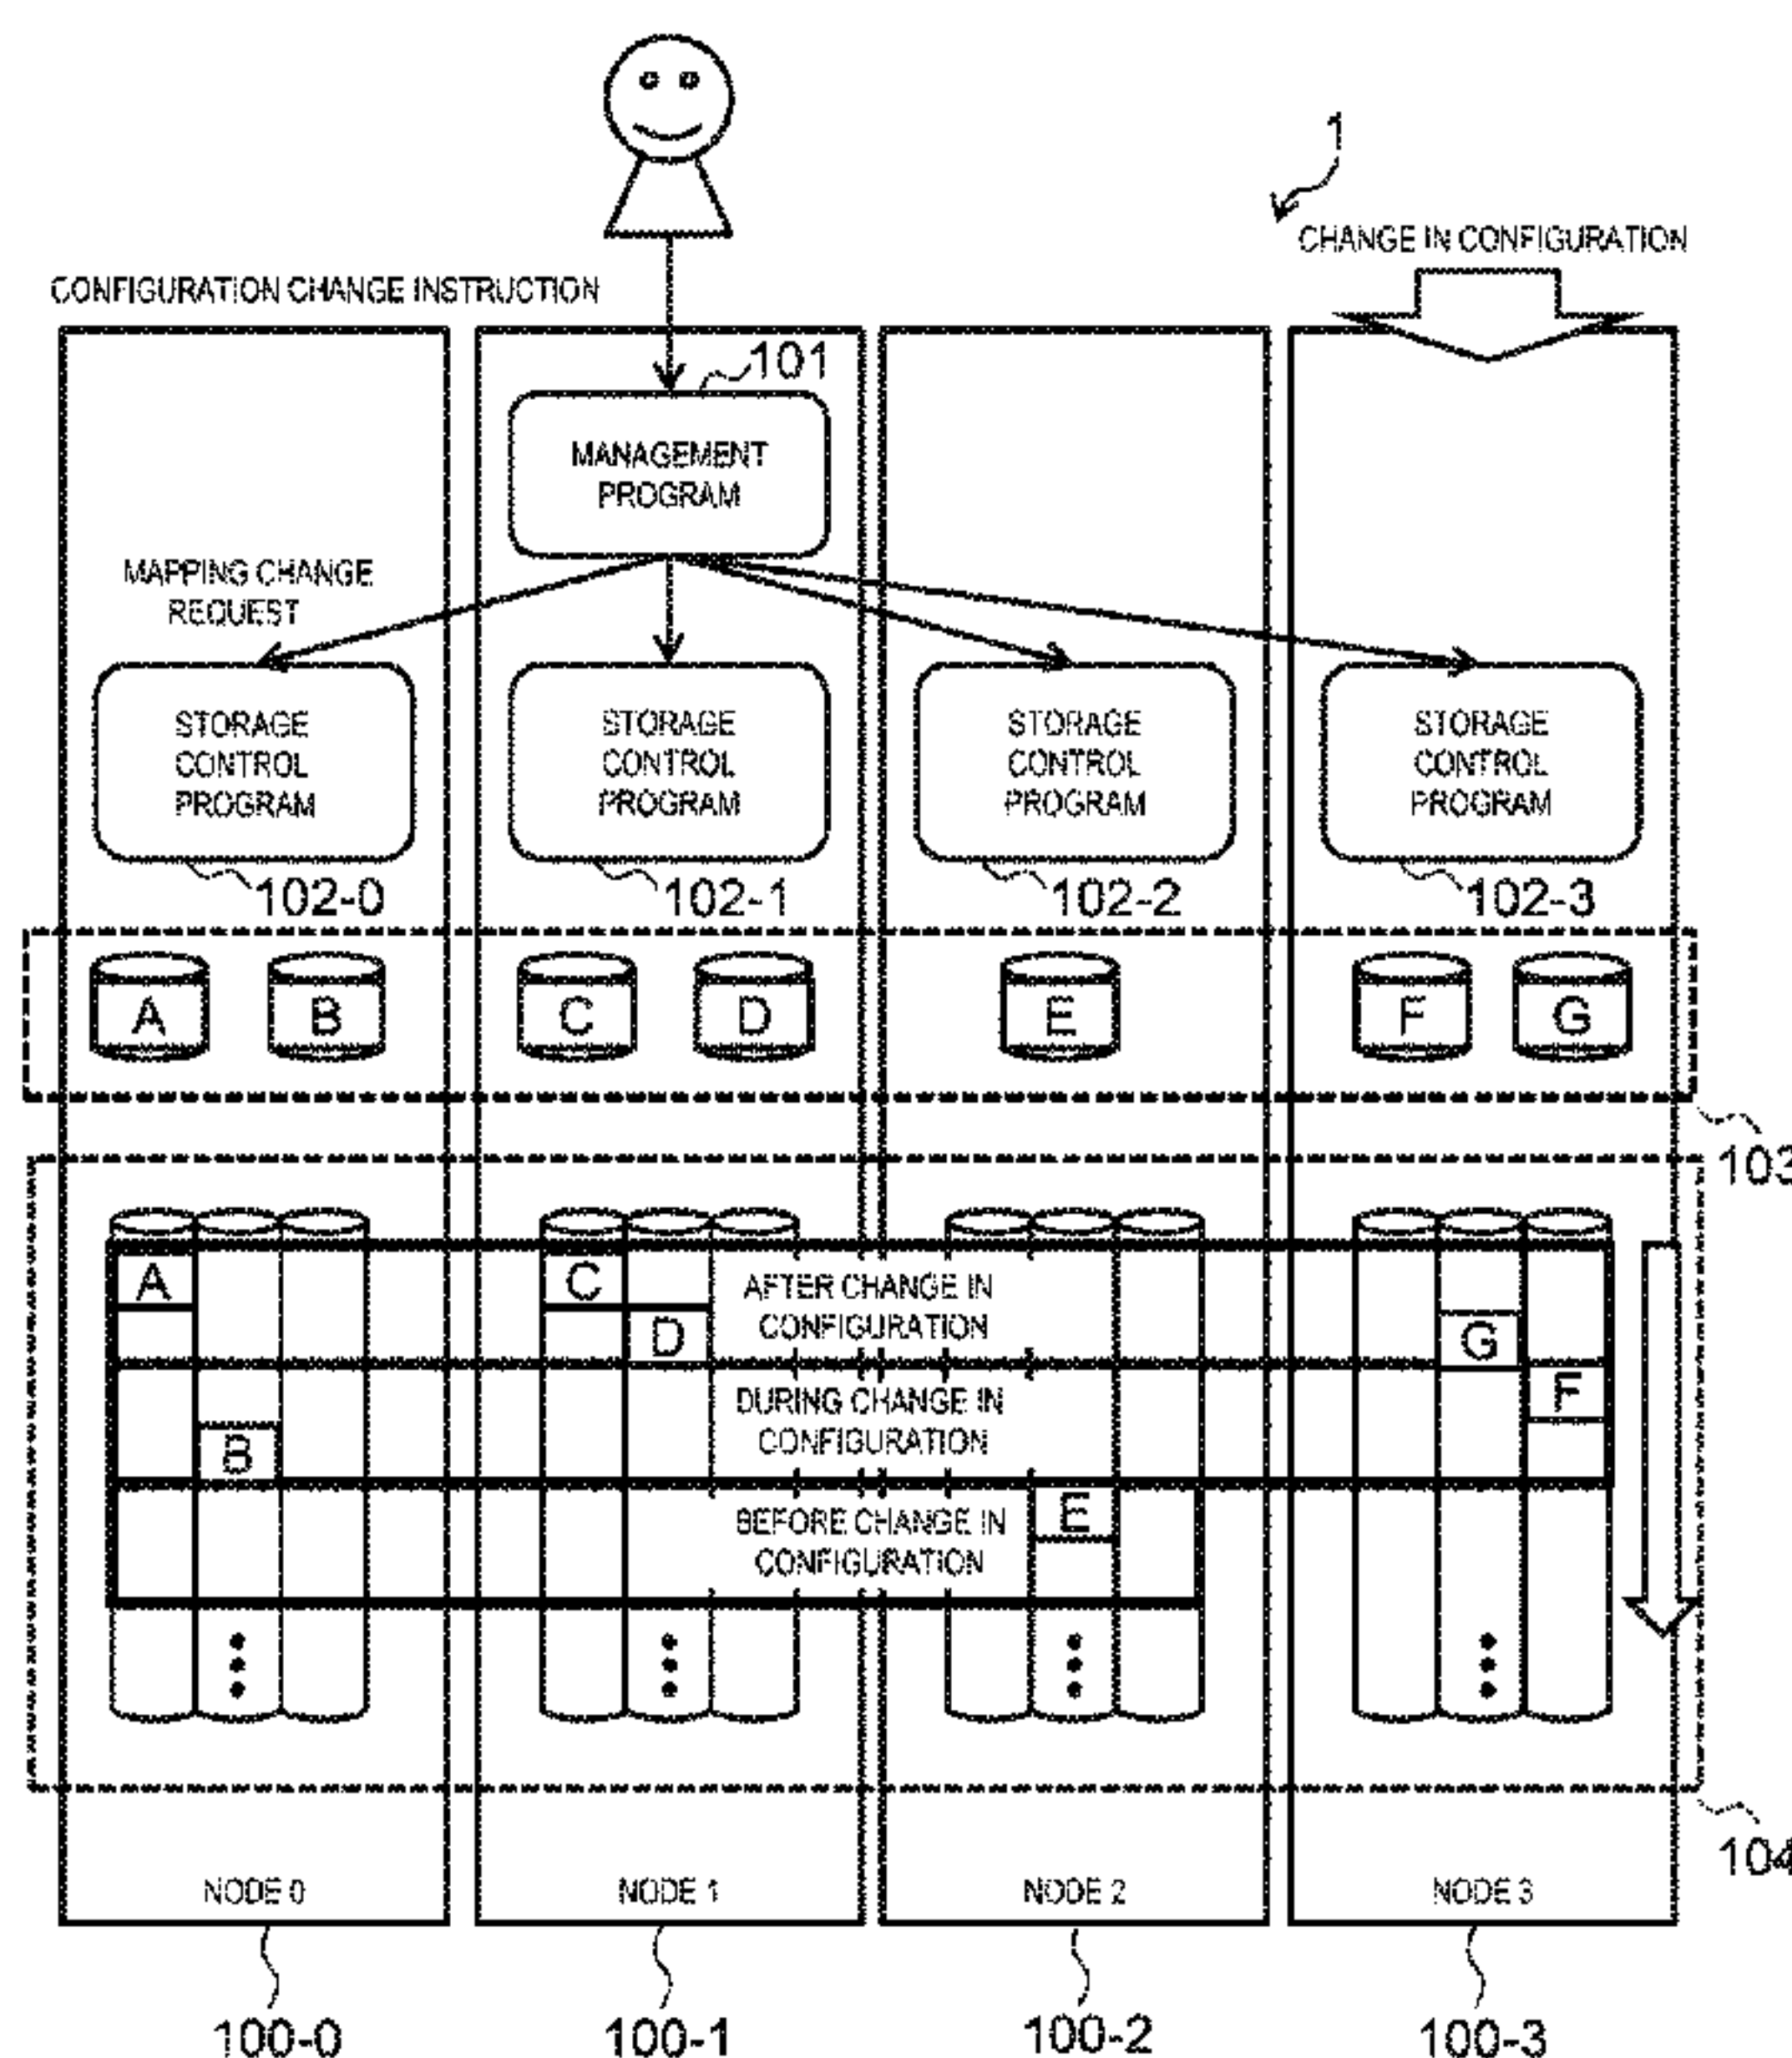 1
CHANGE IN CONFIGURATION
CONFIGURATION CHANGE INSTRUCTION
101
MANAGEMENT
PROGRAM
MAPPING CHANGE
REQUEST
STORAGE
CONTROL
PROGRAM
STORAGE
CONTROL
PROGRAM
STORAGE
CONTROL
PROGRAM
STORAGE
CONTROL
PROGRAM
102-0
102-1
102-2
102-3
A
B
C
D
E
F
G
103
A
C
AFTER CHANGE IN
CONFIGURATION
D
G
DURING CHANGE IN
CONFIGURATION
F
B
BEFORE CHANGE IN
CONFIGURATION
E
104
NODE 0
NODE 1
NODE 2
NODE 3
100-0
100-1
100-2
100-3